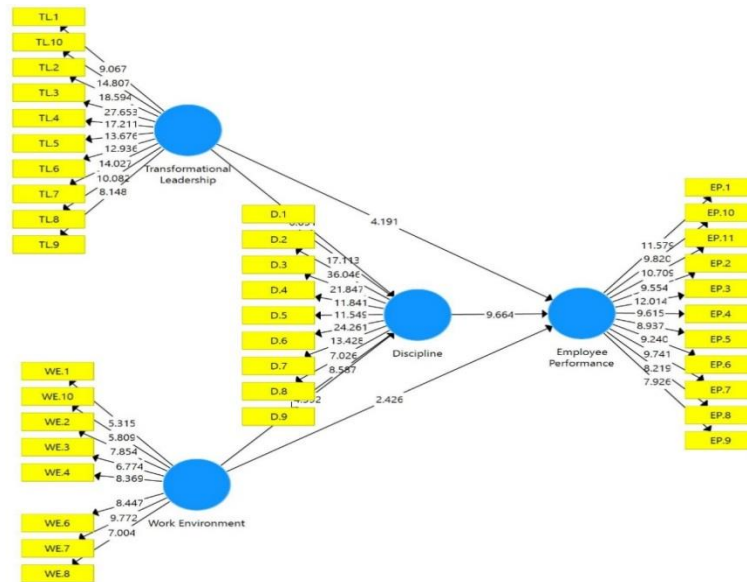 TL.1
TL.10
TL.2
TL.3
TL.4
TL.5
TL.6
TL.7
TL.8
TL.9
9.067
14.807
18.594
27.653
17.211
13.676
12.936
14.027
10.082
8.148
Transformational
Leadership
4.191
D.1
D.2
D.3
D.4
D.5
D.6
D.7
D.8
D.9
17.113
36.046
21.847
11.841
11.549
24.261
13.428
7.026
8.587
Discipline
9.664
2.426
EP.1
EP.10
EP.11
EP.2
EP.3
EP.4
EP.5
EP.6
EP.7
EP.8
EP.9
11.579
9.820
10.709
9.554
12.014
9.615
8.937
9.240
9.741
8.219
7.926
Employee
Performance
WE.1
WE.10
WE.2
WE.3
WE.4
WE.6
WE.7
WE.8
5.315
5.809
7.854
6.774
8.369
8.447
9.772
7.004
Work Environment